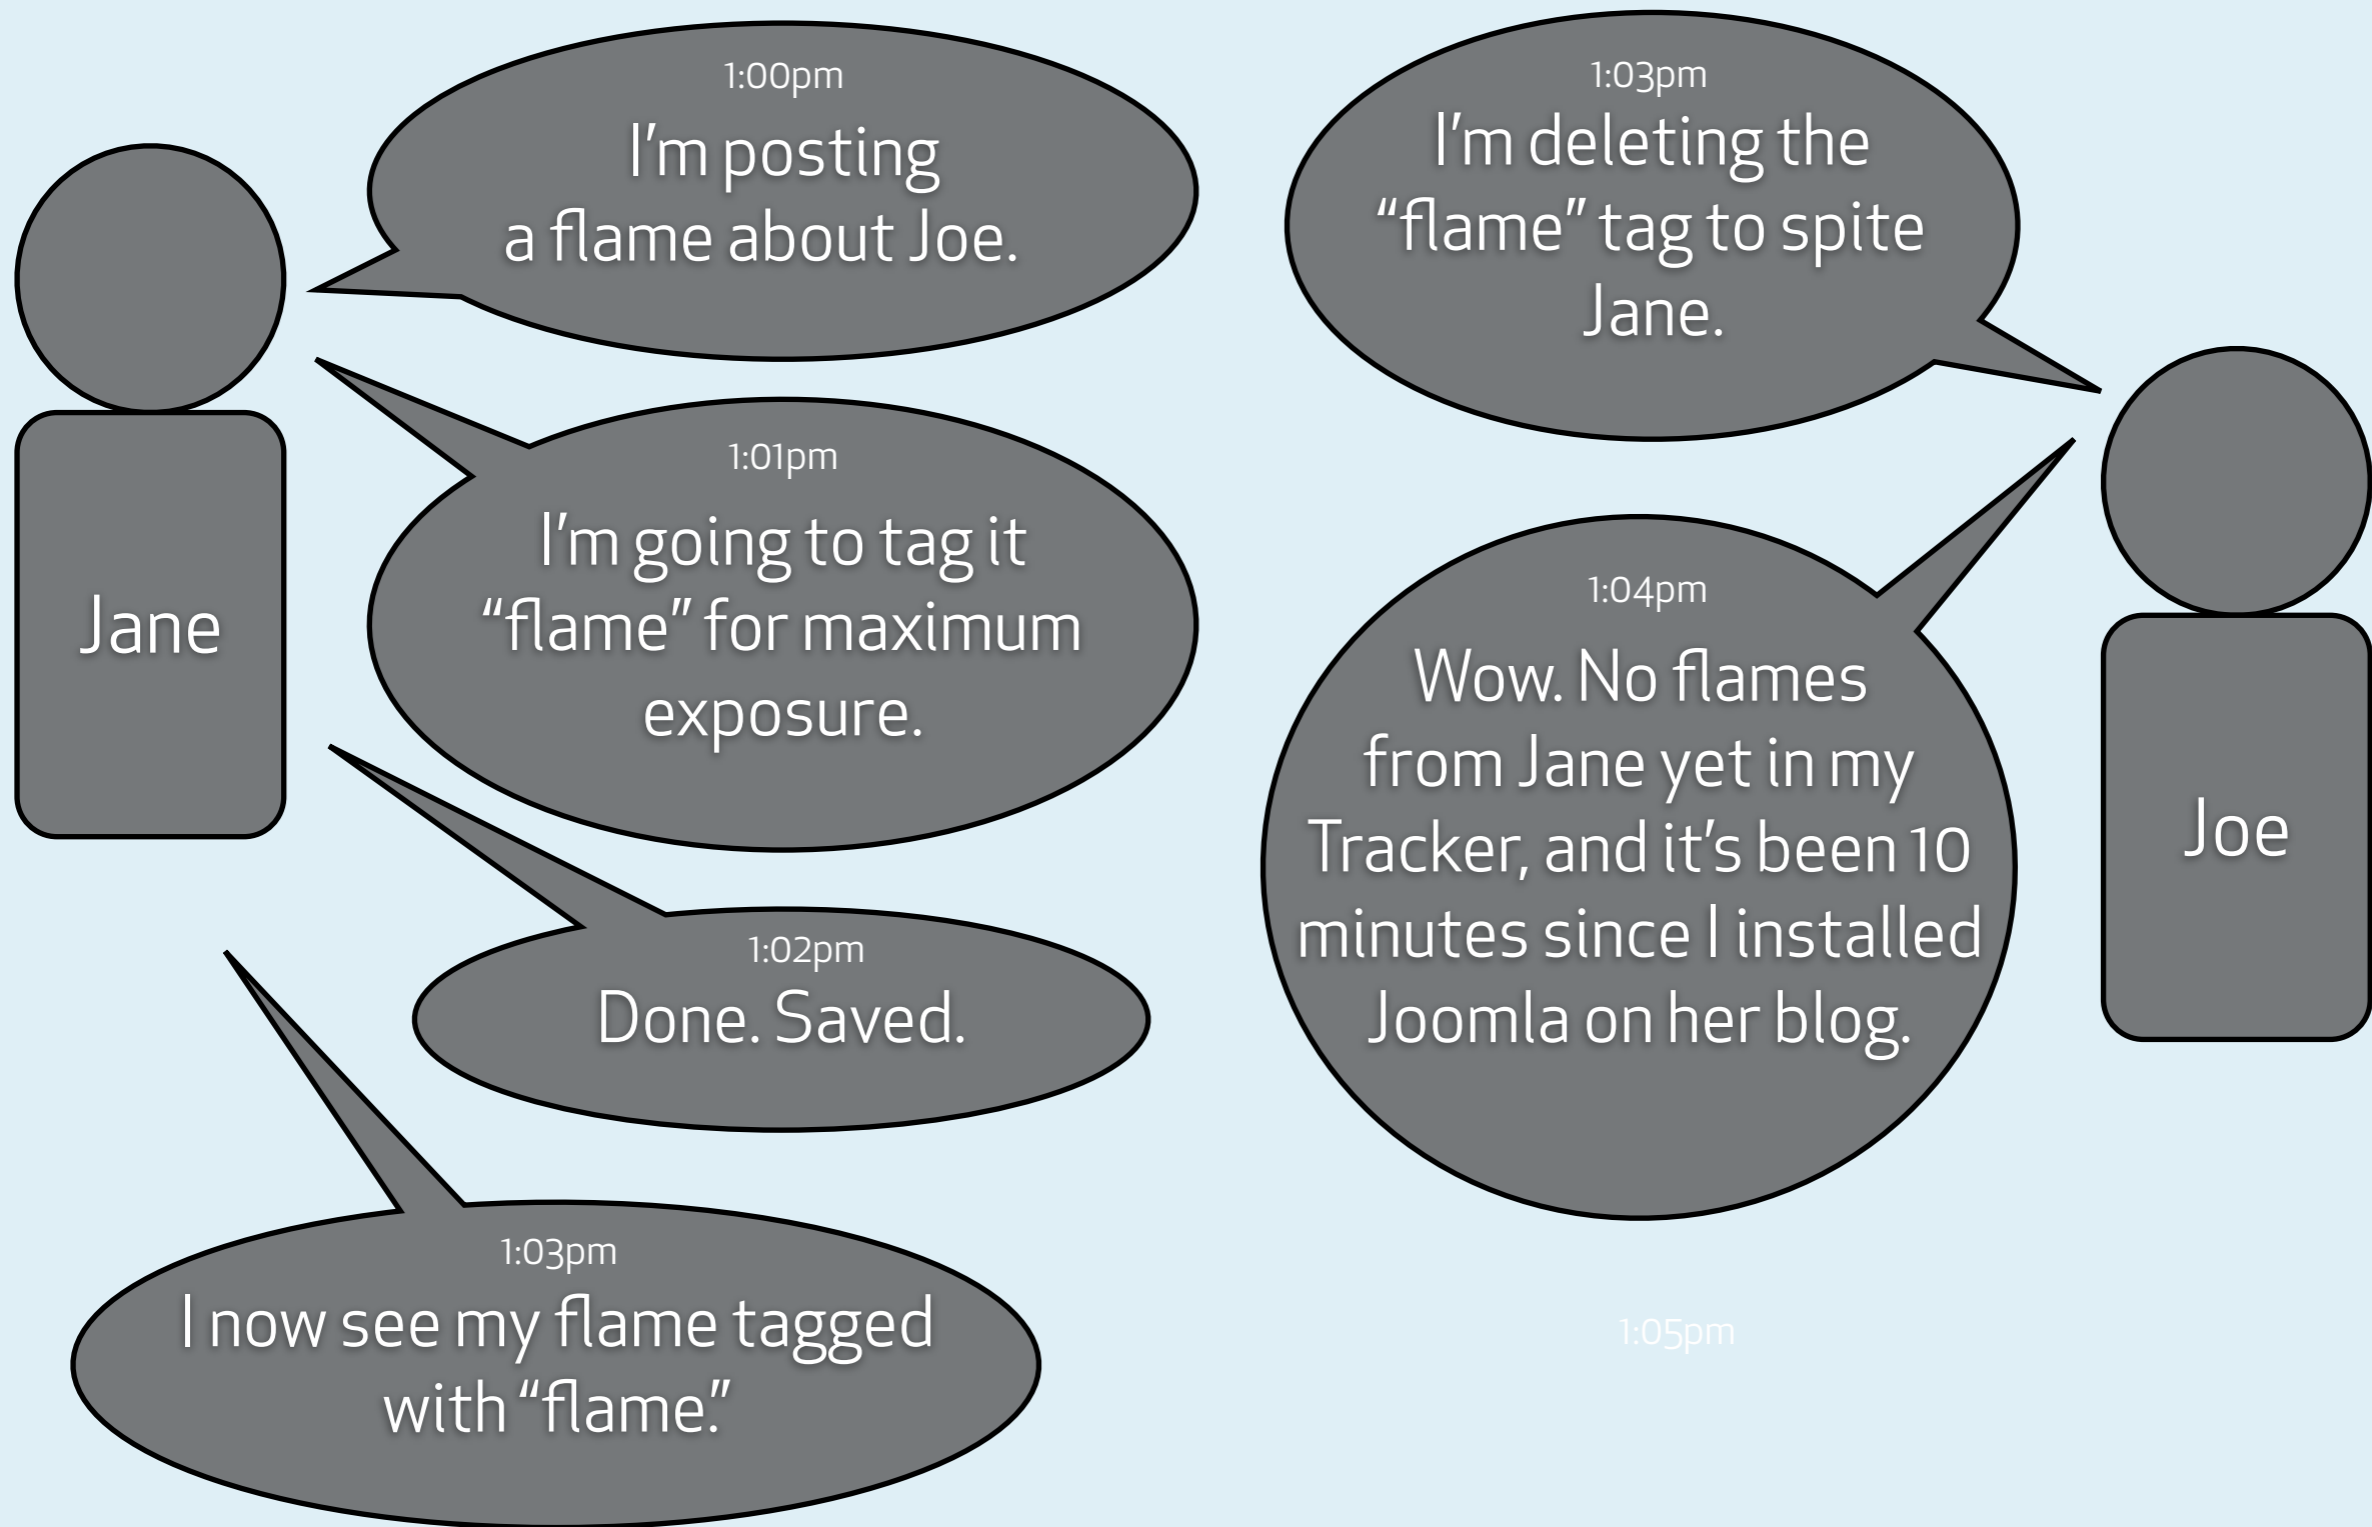 Jane
1:00pm
I'm posting
a flame about Joe.
1:01pm
I'm going to tag it
“flame” for maximum
exposure.
1:02pm
Done. Saved.
1:03pm
I now see my flame tagged
with “flame.”
1:03pm
I'm deleting the
“flame” tag to spite
Jane.
1:04pm
Wow. No flames
from Jane yet in my
Tracker, and it's been 10
minutes since I installed
Joomla on her blog.
Joe
1:05pm